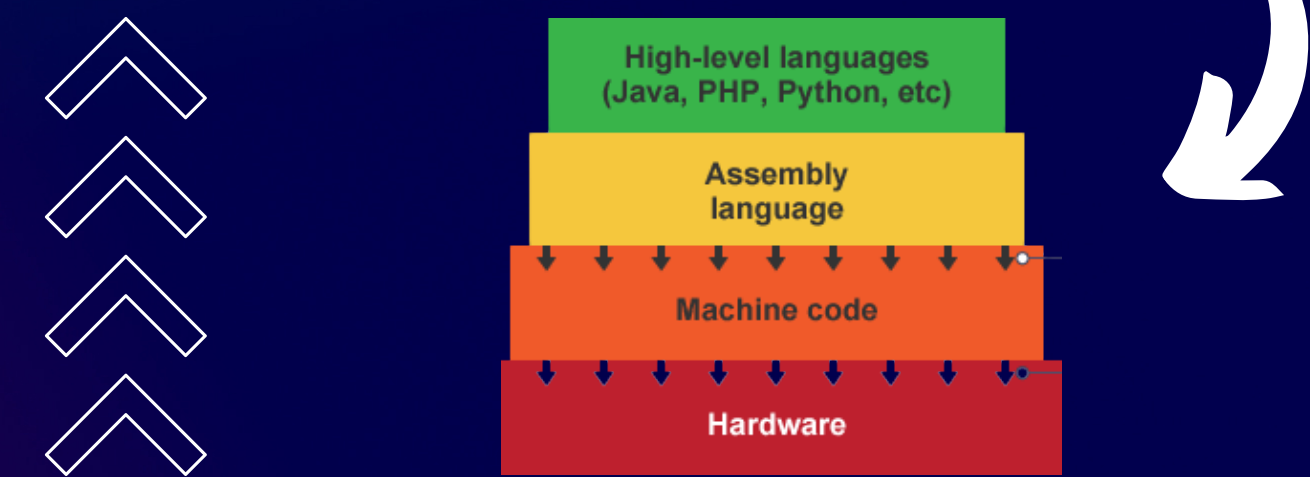 High-level languages
(Java, PHP, Python, etc)
Assembly
language
Machine code
Hardware